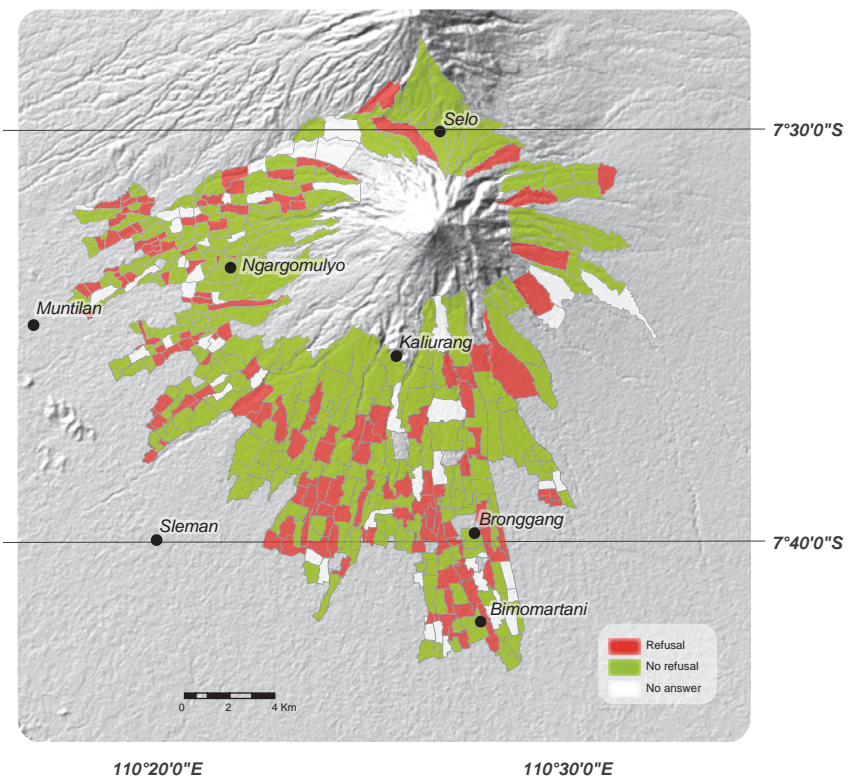 Selo
7°30'0"S
Ngargomulyo
Muntilan
Kaliurang
Sleman
Bronggang
7°40'0"S
Bimomartani
Refusal
No refusal
No answer
0 2 4 Km
110°20'0"E 110°30'0"E